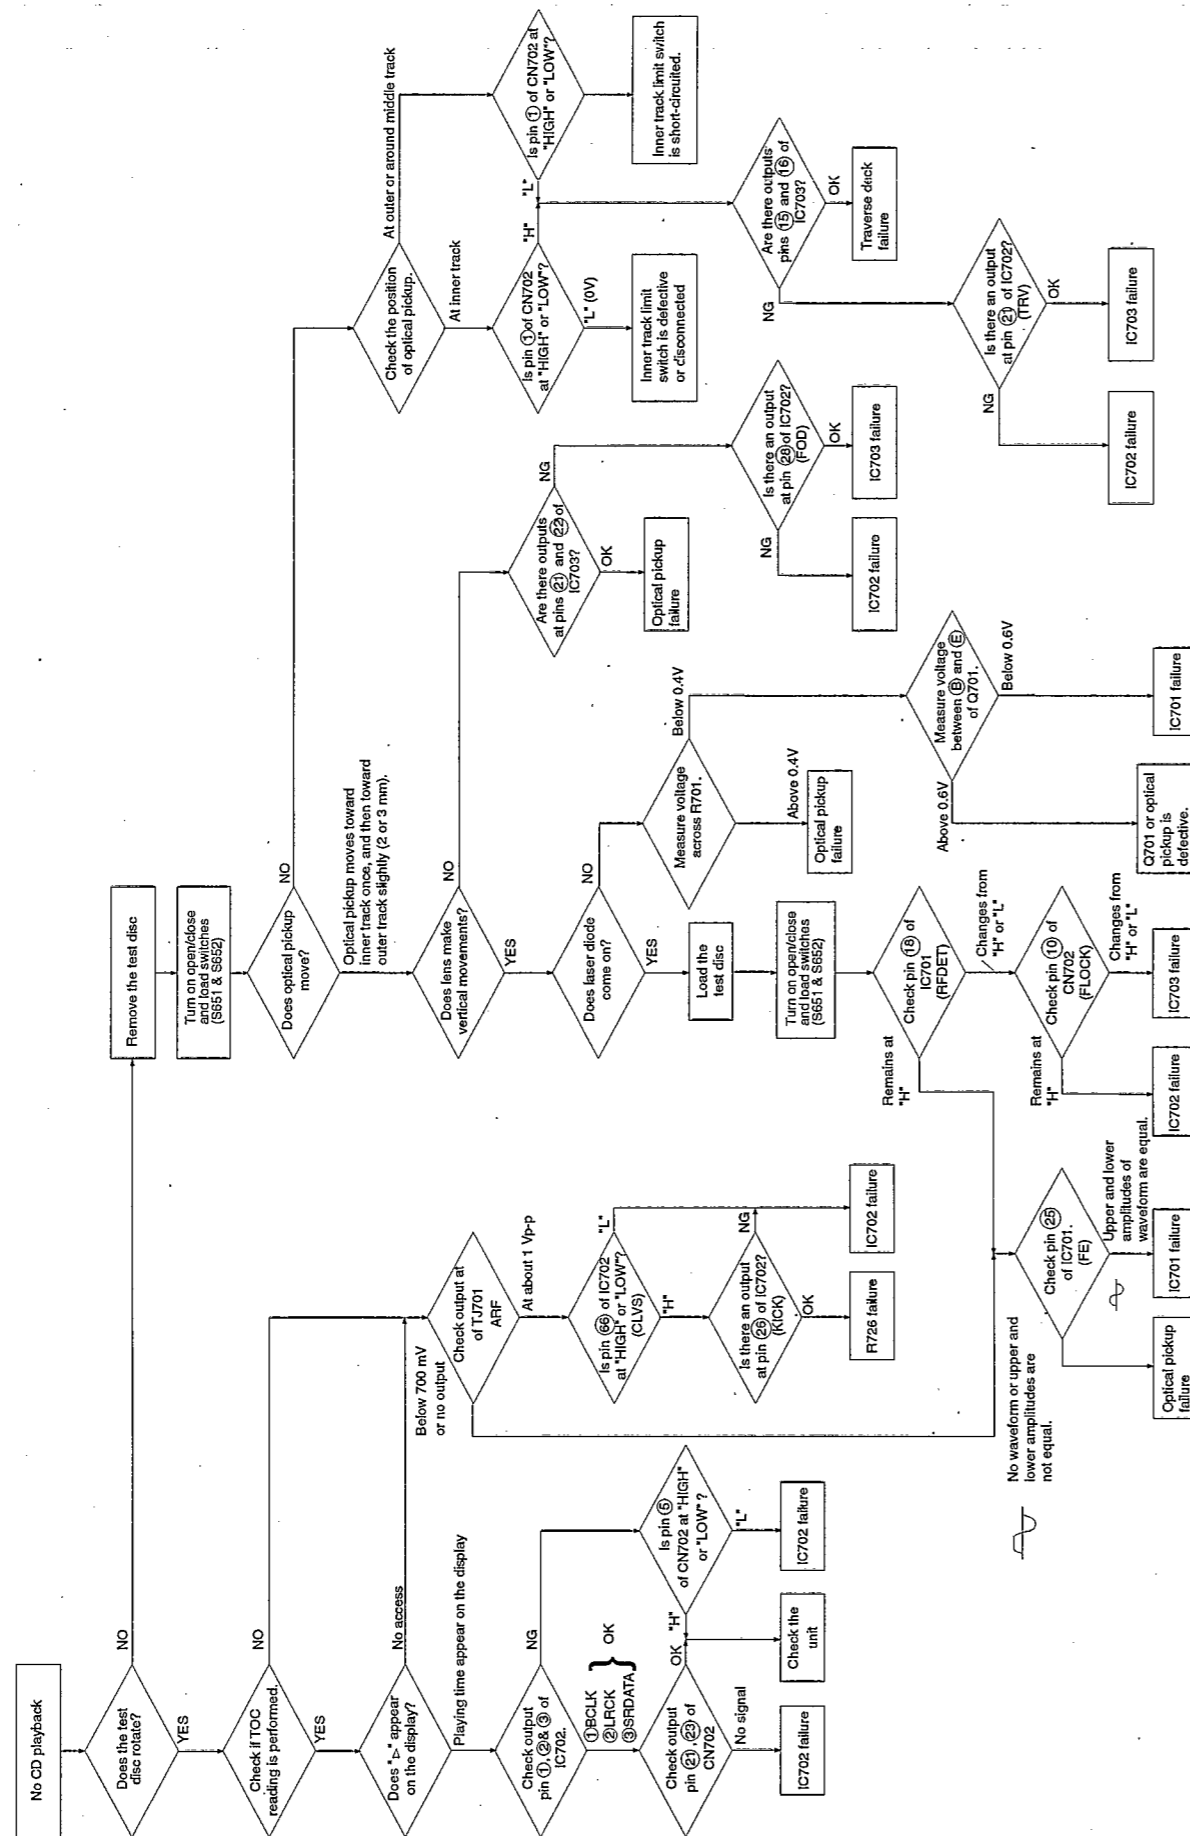 No CD playback
Does the test
disc rotate?
NO
YES
Check if TOC
reading is performed.
NO
YES
Does "▷" appear
on the display?
No access
Playing time appear on the display
Check output
pin ①, ②& ③ of
IC702.
NG
①BCLK
②LRCK
③SRDATA
} OK
Check output
pin ㉑, ㉓ of
CN702
OK
No signal
IC702 failure
Is pin ⑤
of CN702 at "HIGH"
or "LOW" ?
"H"
"L"
Check the
unit
IC702 failure
Check output at
of TJ701
ARF
Below 700 mV
or no output
At about 1 Vp-p
Is pin 66 of IC702
at "HIGH" or "LOW"?
(CLVS)
"L"
"H"
Is there an output
at pin ㉖ of IC702?
(KICK)
NG
OK
R726 failure
IC702 failure
Remove the test disc
Turn on open/close
and load switches
(S651 & S652)
Does optical pickup
move?
NO
Optical pickup moves toward
inner track once, and then toward
outer track slightly (2 or 3 mm).
Does lens make
vertical movements?
NO
YES
Does laser diode
come on?
NO
YES
Load the
test disc
Turn on open/close
and load switches
(S651 & S652)
Check pin ⑱ of
IC701
(RFDET)
Remains at
"H"
Changes from
"H" or "L"
Check pin ⑩ of
CN702
(FLOCK)
Remains at
"H"
Changes from
"H" or "L"
IC702 failure
IC703 failure
Check pin ㉕
of IC701.
(FE)
No waveform or upper and
lower amplitudes are
not equal.
Upper and lower
amplitudes of
waveform are equal.
Optical pickup
failure
IC701 failure
Measure voltage
across R701.
Below 0.4V
Above 0.4V
Optical pickup
failure
Measure voltage
between Ⓑ and Ⓔ
of Q701.
Above 0.6V
Below 0.6V
Q701 or optical
pickup is
defective.
IC701 failure
Are there outputs
at pins ㉑ and ㉒ of
IC703?
NG
OK
Optical pickup
failure
Is there an output
at pin ㉘ of IC702?
(FOD)
NG
OK
IC702 failure
IC703 failure
Check the position
of optical pickup.
At outer or around middle track
At inner track
Is pin ① of CN702
at "HIGH" or "LOW"?
"H"
"L" (0V)
Inner track limit
switch is defective
or disconnected
Is pin ① of CN702 at
"HIGH" or "LOW"?
"L"
Inner track limit switch
is short-circuited.
Are there outputs
pins ⑮ and ⑯ of
IC703?
NG
OK
Traverse deck
failure
Is there an output
at pin ㉑ of IC702?
(TRV)
NG
OK
IC702 failure
IC703 failure